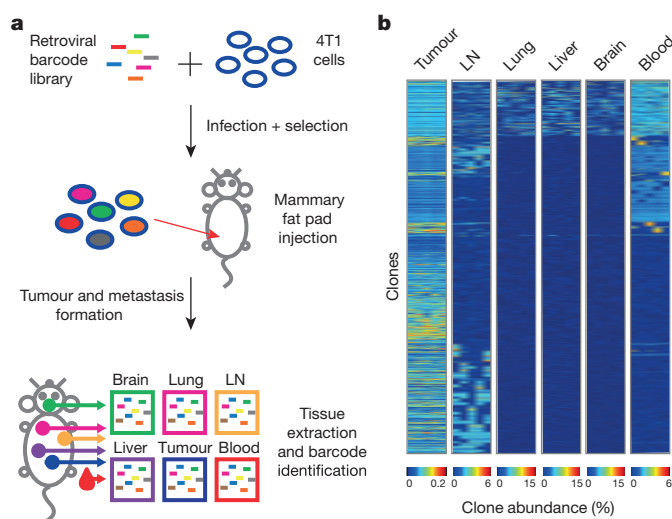 a
Retroviral
barcode
library
4T1
cells
Infection + selection
Mammary
fat pad
injection
Tumour and metastasis
formation
Brain Lung LN
Liver Tumour Blood
Tissue
extraction
and barcode
identification
b
Tumour LN Lung Liver Brain Blood
Clones
0 0.2 0 6 0 15 0 15 0 15 0 6
Clone abundance (%)